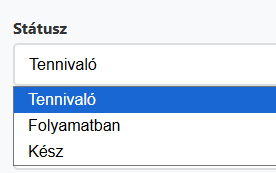 Státusz
Tennivaló
Tennivaló
Folyamatban
Kész